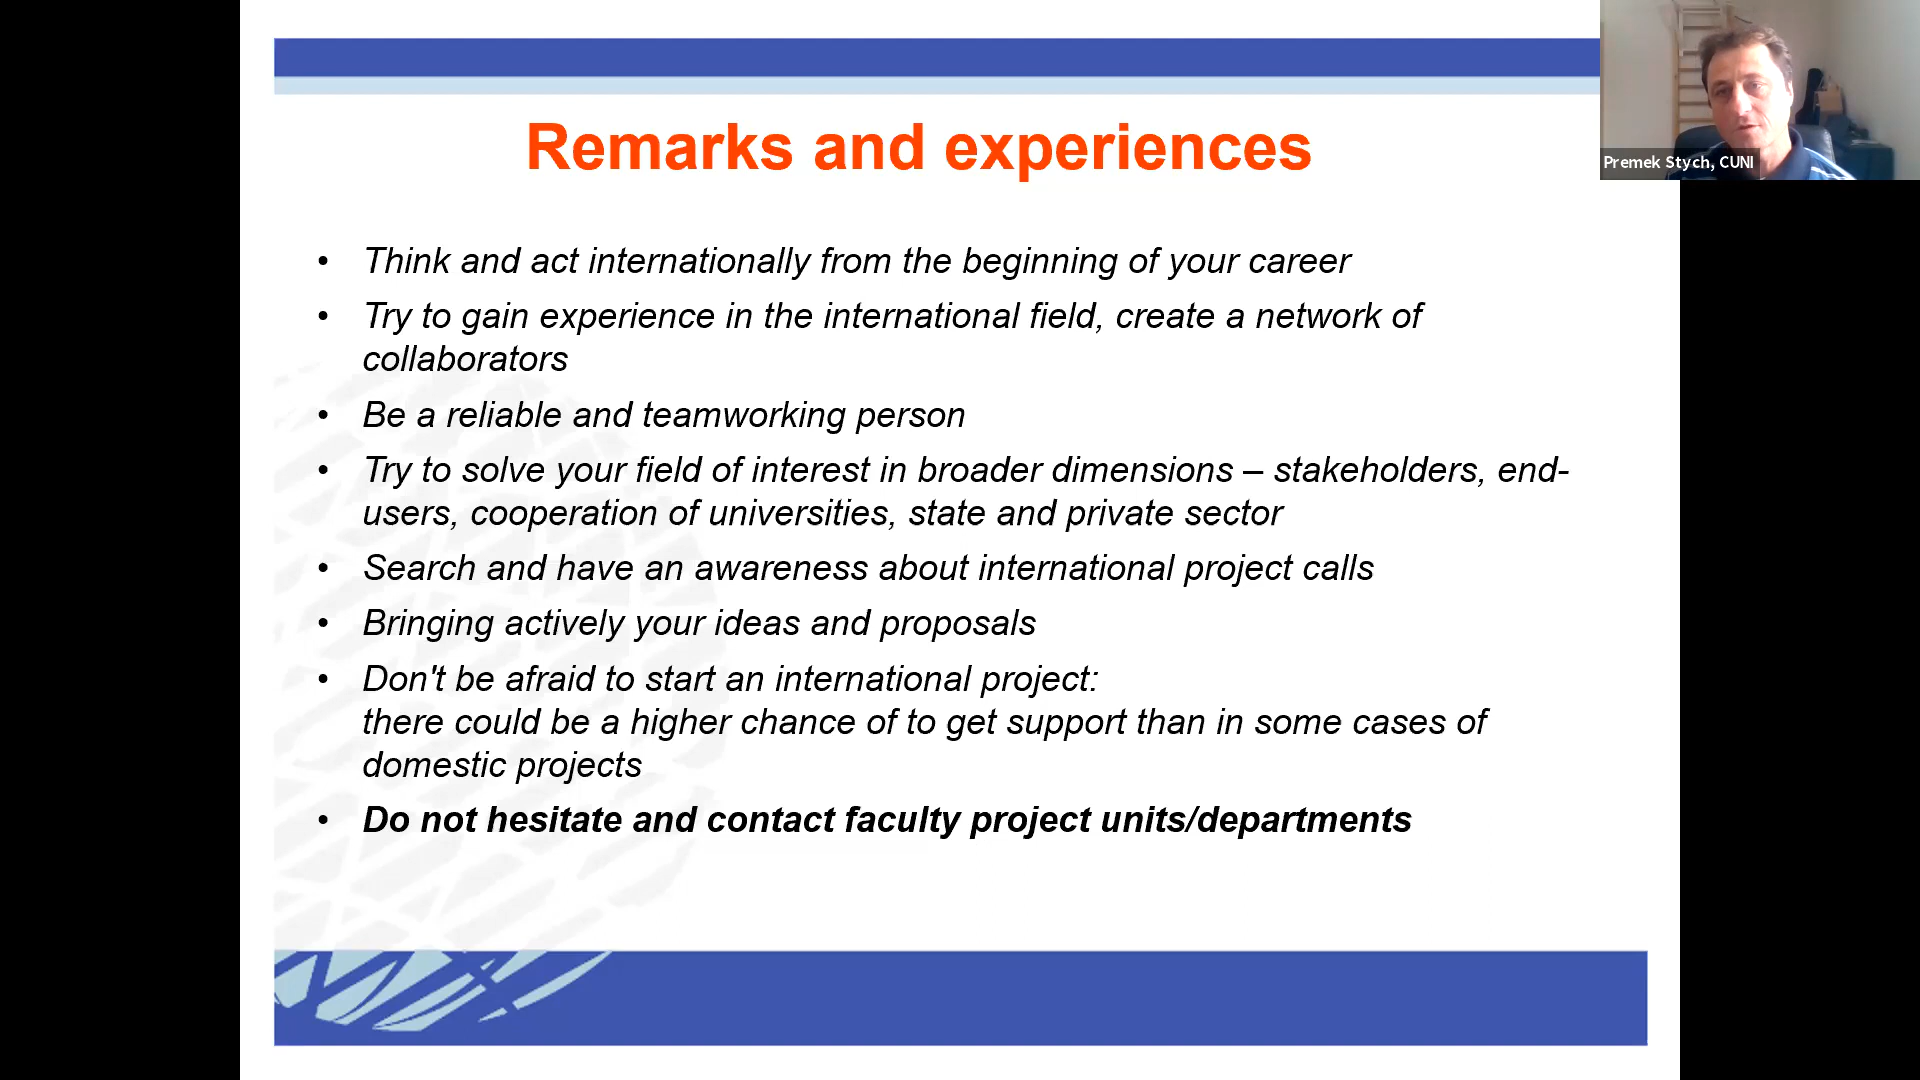 Remarks and experiences
Premek Stych, CUNI
• Think and act internationally from the beginning of your career
• Try to gain experience in the international field, create a network of
collaborators
• Be a reliable and teamworking person
• Try to solve your field of interest in broader dimensions – stakeholders, end-
users, cooperation of universities, state and private sector
• Search and have an awareness about international project calls
• Bringing actively your ideas and proposals
• Don't be afraid to start an international project:
there could be a higher chance of to get support than in some cases of
domestic projects
• Do not hesitate and contact faculty project units/departments